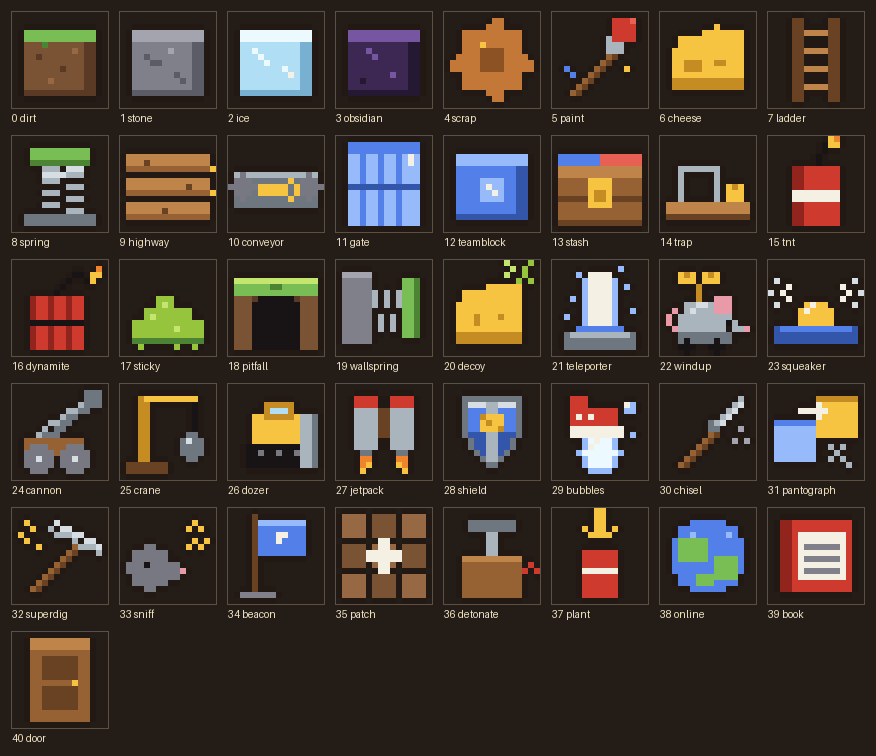 0 dirt
1 stone
2 ice
3 obsidian
4 scrap
5 paint
6 cheese
7 ladder
8 spring
9 highway
10 conveyor
11 gate
12 teamblock
13 stash
14 trap
15 tnt
16 dynamite
17 sticky
18 pitfall
19 wallspring
20 decoy
21 teleporter
22 windup
23 squeaker
24 cannon
25 crane
26 dozer
27 jetpack
28 shield
29 bubbles
30 chisel
31 pantograph
32 superdig
33 sniff
34 beacon
35 patch
36 detonate
37 plant
38 online
39 book
40 door